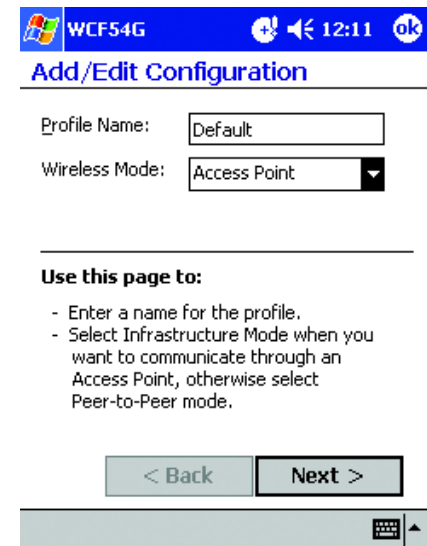 WCF54G 12:11 ok
Add/Edit Configuration
Profile Name: Default
Wireless Mode: Access Point
Use this page to:
- Enter a name for the profile.
- Select Infrastructure Mode when you
want to communicate through an
Access Point, otherwise select
Peer-to-Peer mode.
< Back Next >